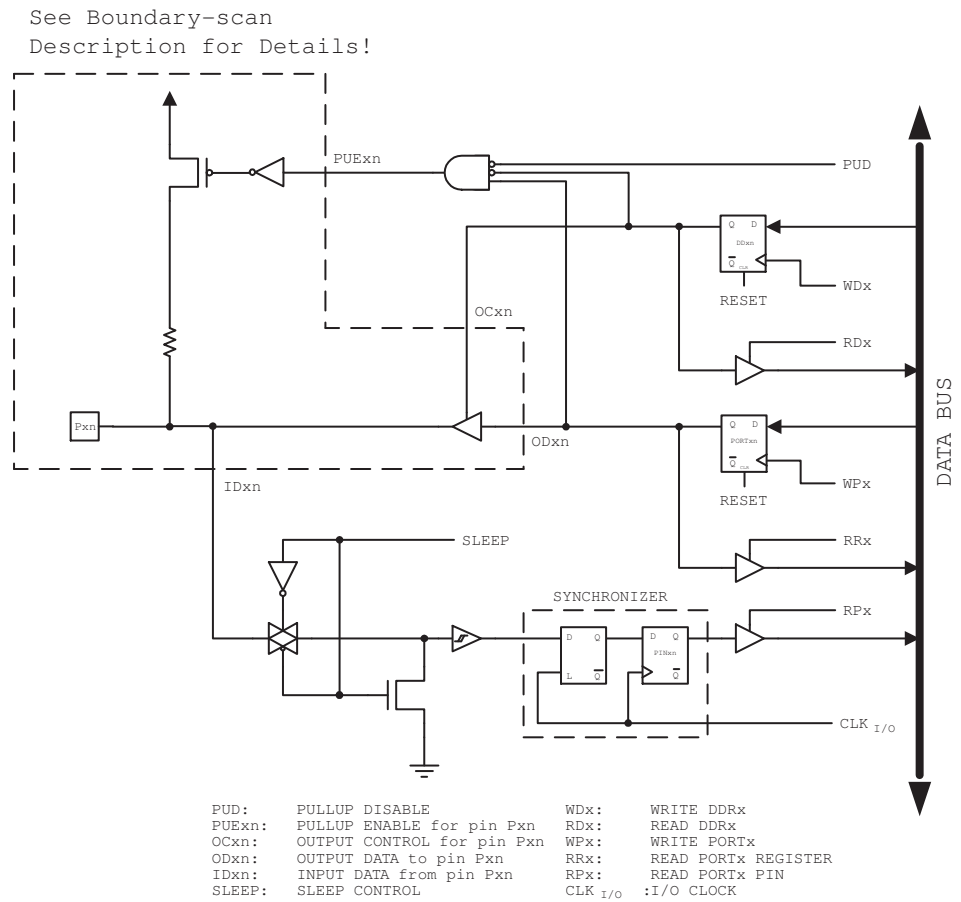 See Boundary-scan
Description for Details!
PUExn
PUD
Q D
DDxn
Q CLR
RESET
WDx
OCxn
RDx
Pxn
ODxn
Q D
PORTxn
Q CLR
RESET
WPx
IDxn
SLEEP
RRx
SYNCHRONIZER
RPx
D Q
L Q
D Q
PINxn
Q
CLK I/O
DATA BUS
PUD: PULLUP DISABLE
PUExn: PULLUP ENABLE for pin Pxn
OCxn: OUTPUT CONTROL for pin Pxn
ODxn: OUTPUT DATA to pin Pxn
IDxn: INPUT DATA from pin Pxn
SLEEP: SLEEP CONTROL
WDx: WRITE DDRx
RDx: READ DDRx
WPx: WRITE PORTx
RRx: READ PORTx REGISTER
RPx: READ PORTx PIN
CLK I/O :I/O CLOCK